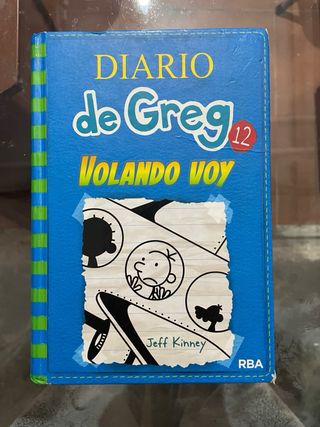 DIARIO
de Greg 12
VOLANDO VOY
Jeff Kinney
RBA